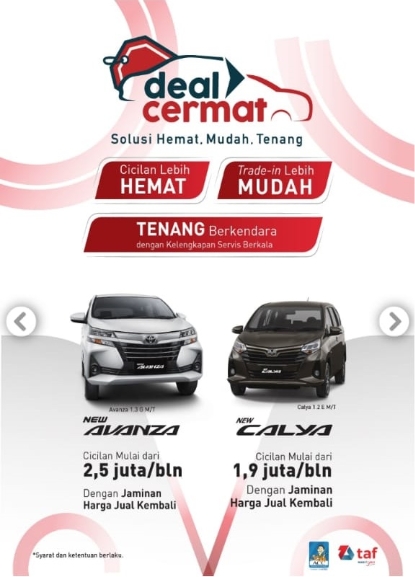 deal
cermat
Solusi Hemat, Mudah, Tenang
Cicilan Lebih
HEMAT
Trade-in Lebih
MUDAH
TENANG Berkendara
dengan Kelengkapan Servis Berkala
AVANZA
CALYA
Avanza 1.3 G M/T
Calya 1.2 E M/T
NEW
AVANZA
NEW
CALYA
Cicilan Mulai dari
2,5 juta/bln
Dengan Jaminan
Harga Jual Kembali
Cicilan Mulai dari
1,9 juta/bln
Dengan Jaminan
Harga Jual Kembali
*Syarat dan ketentuan berlaku.
ACC
taf